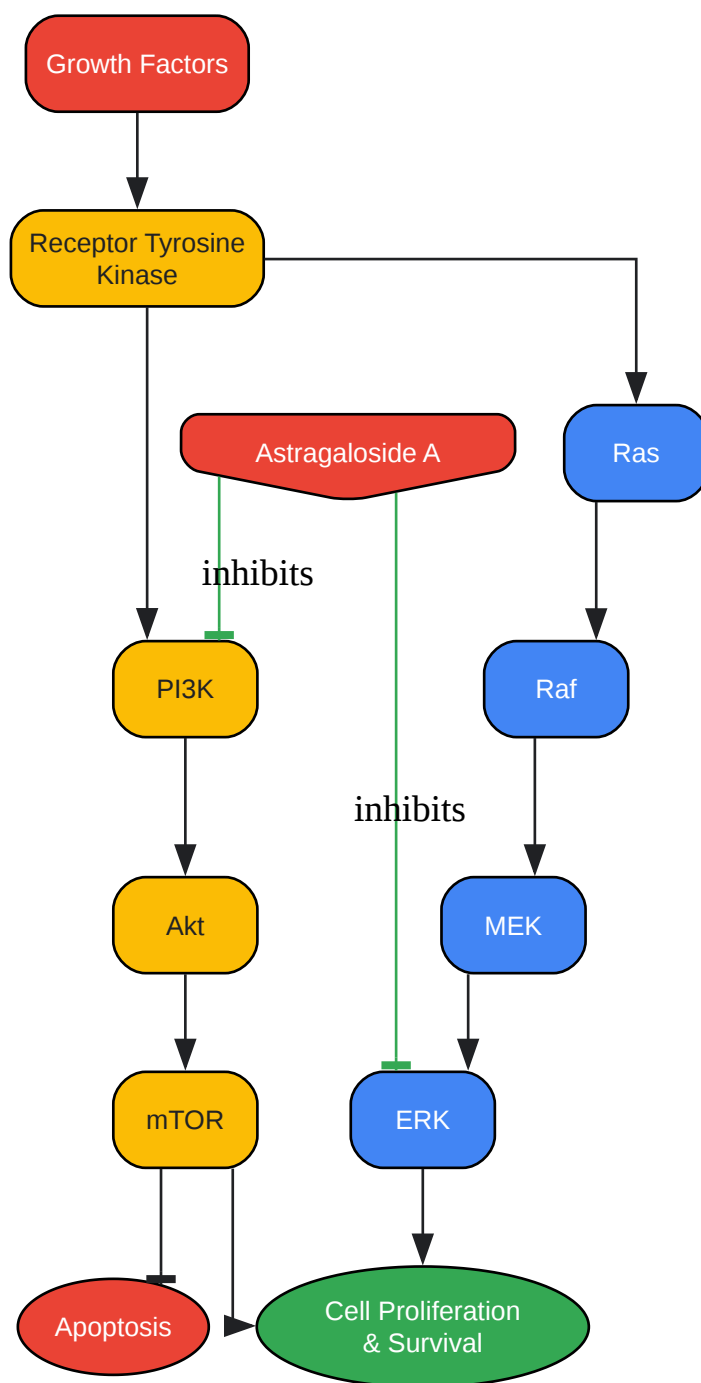 Growth Factors
Receptor Tyrosine
Kinase
Astragaloside A
Ras
inhibits
PI3K
Raf
inhibits
Akt
MEK
mTOR
ERK
Apoptosis
Cell Proliferation
& Survival